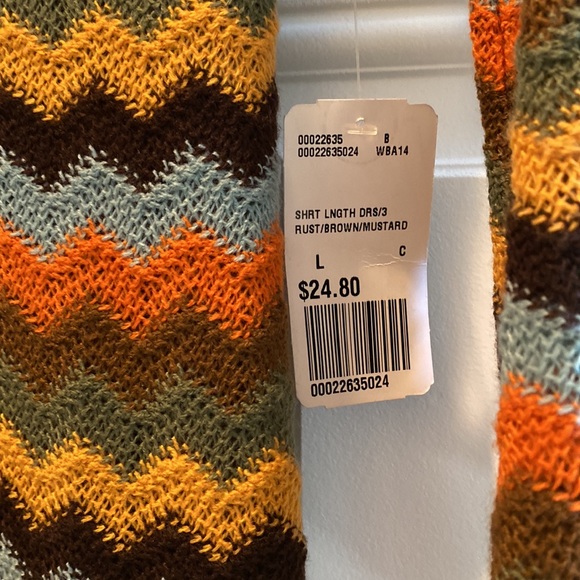 00022635 B
00022635024 WBA14
SHRT LNGTH DRS/3
RUST/BROWN/MUSTARD
L C
$24.80
00022635024